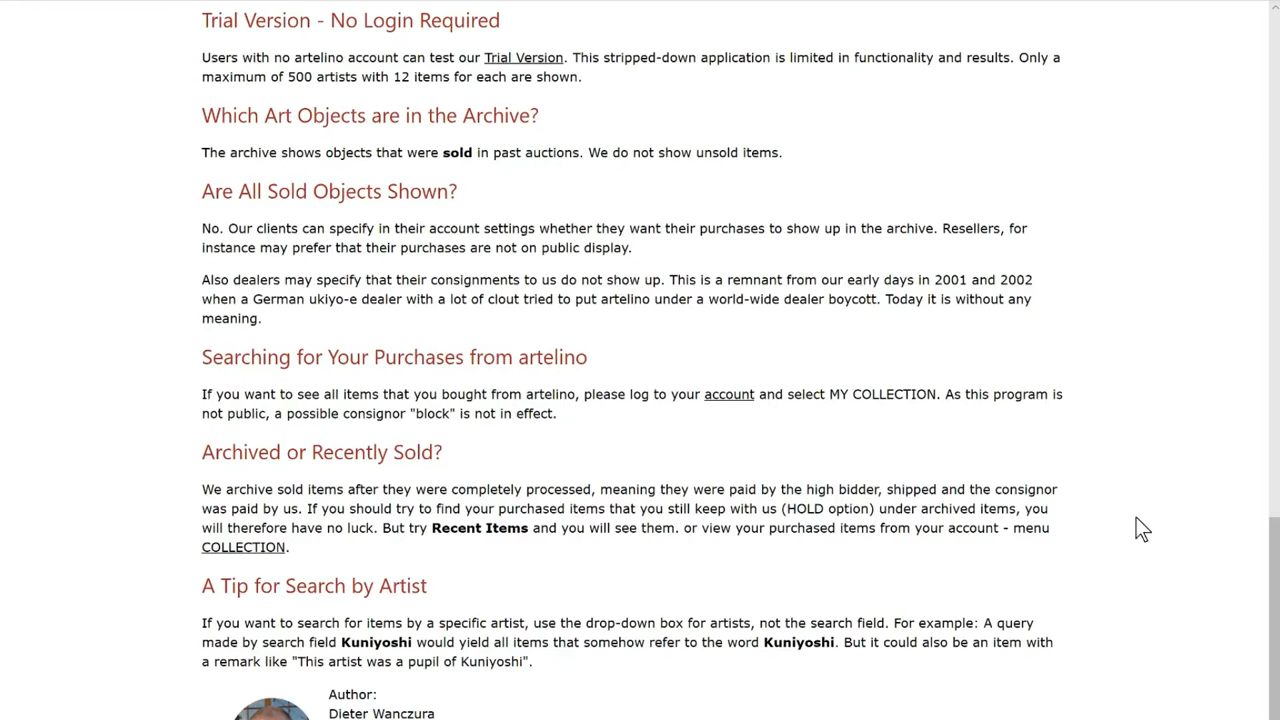 Trial Version - No Login Required
Users with no artelino account can test our Trial Version. This stripped-down application is limited in functionality and results. Only a
maximum of 500 artists with 12 items for each are shown.
Which Art Objects are in the Archive?
The archive shows objects that were sold in past auctions. We do not show unsold items.
Are All Sold Objects Shown?
No. Our clients can specify in their account settings whether they want their purchases to show up in the archive. Resellers, for
instance may prefer that their purchases are not on public display.
Also dealers may specify that their consignments to us do not show up. This is a remnant from our early days in 2001 and 2002
when a German ukiyo-e dealer with a lot of clout tried to put artelino under a world-wide dealer boycott. Today it is without any
meaning.
Searching for Your Purchases from artelino
If you want to see all items that you bought from artelino, please log to your account and select MY COLLECTION. As this program is
not public, a possible consignor "block" is not in effect.
Archived or Recently Sold?
We archive sold items after they were completely processed, meaning they were paid by the high bidder, shipped and the consignor
was paid by us. If you should try to find your purchased items that you still keep with us (HOLD option) under archived items, you
will therefore have no luck. But try Recent Items and you will see them. or view your purchased items from your account - menu
COLLECTION.
A Tip for Search by Artist
If you want to search for items by a specific artist, use the drop-down box for artists, not the search field. For example: A query
made by search field Kuniyoshi would yield all items that somehow refer to the word Kuniyoshi. But it could also be an item with
a remark like "This artist was a pupil of Kuniyoshi".
Author:
Dieter Wanczura